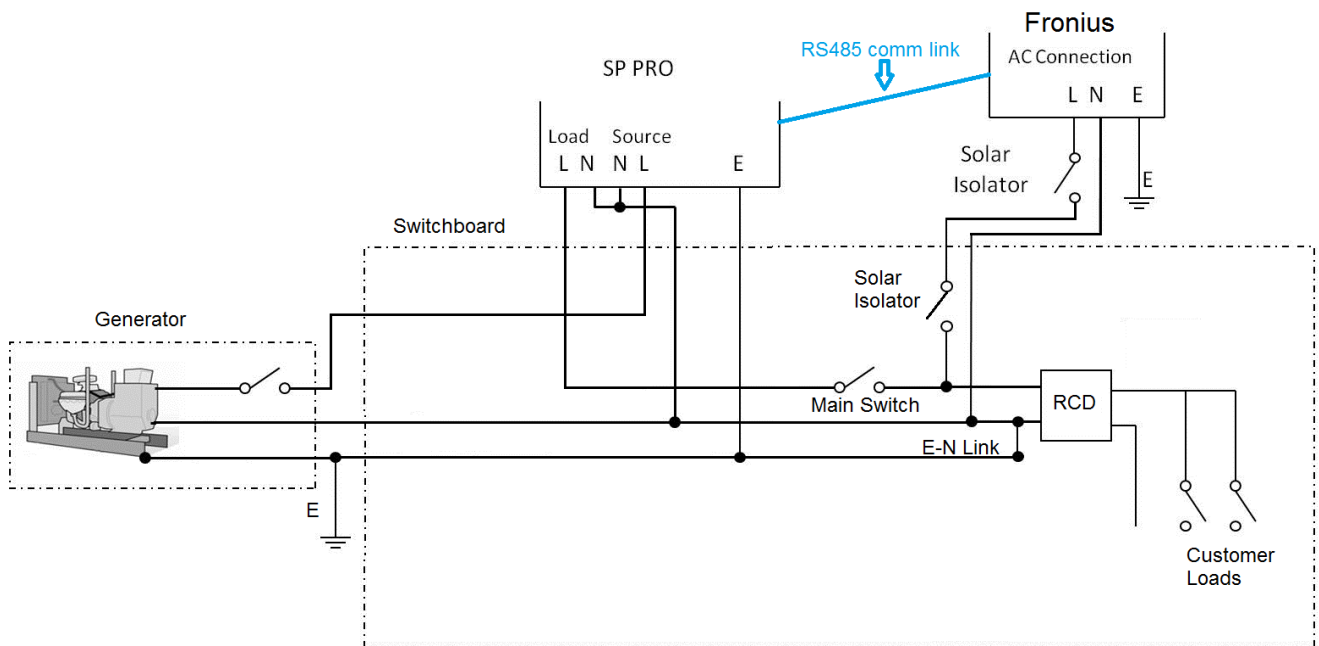 Fronius
RS485 comm link
AC Connection
SP PRO
L N E
Load Source
L N N L E
Solar
Isolator
E
Switchboard
Solar
Isolator
Generator
Main Switch
RCD
E-N Link
E
Customer
Loads